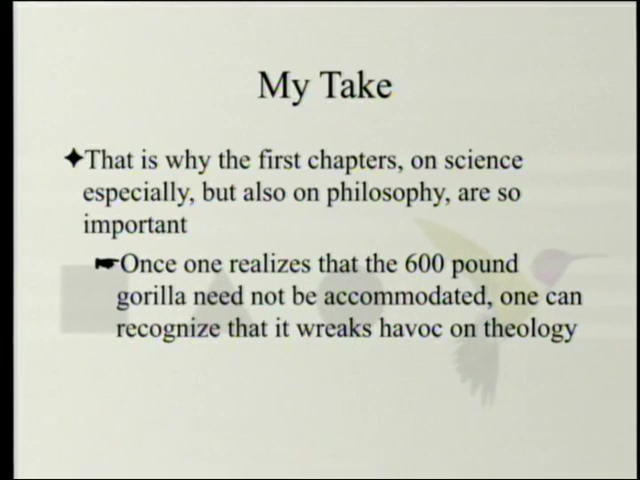 My Take
That is why the first chapters, on science
especially, but also on philosophy, are so
important
Once one realizes that the 600 pound
gorilla need not be accommodated, one can
recognize that it wreaks havoc on theology